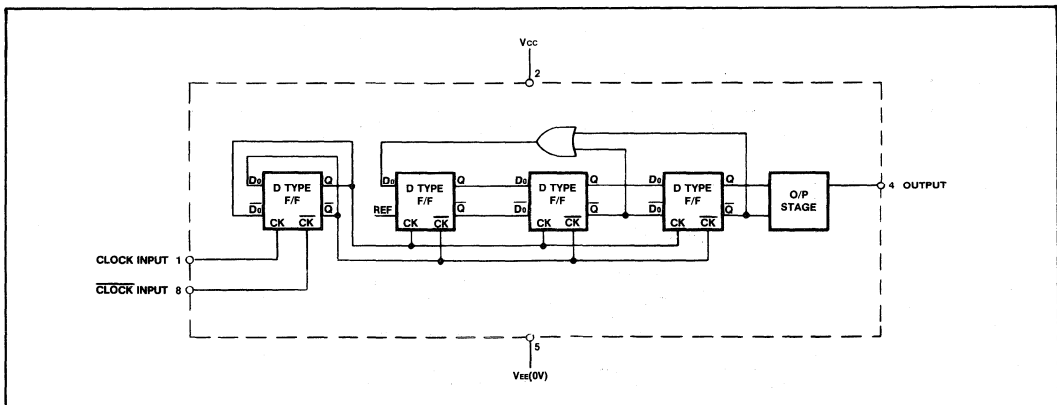 VCC
2
D0 Q D0 Q D0 Q D0 Q
D TYPE F/F D TYPE F/F D TYPE F/F D TYPE F/F O/P STAGE
4 OUTPUT
D̅0̅ Q̅ REF Q̅ D̅0̅ Q̅ D̅0̅ Q̅
CK C̅K̅ CK C̅K̅ CK C̅K̅ CK C̅K̅
CLOCK INPUT 1
C̅L̅O̅C̅K̅ INPUT 8
5
VEE(0V)